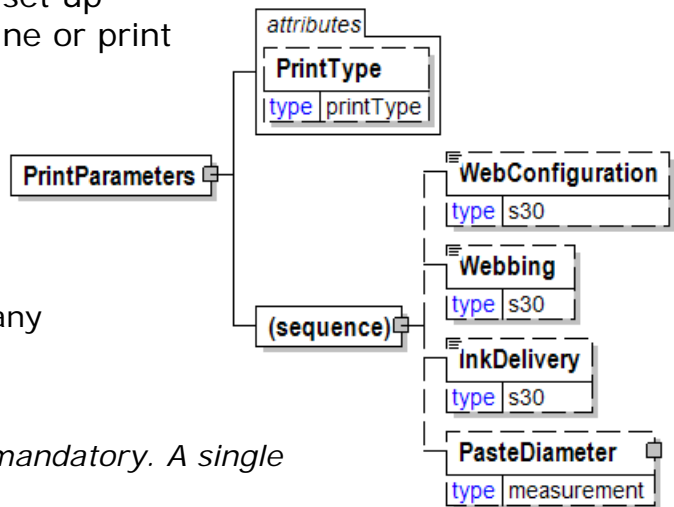 set up
ne or print
attributes
PrintType
type printType
PrintParameters
WebConfiguration
type s30
Webbing
type s30
any
(sequence)
InkDelivery
type s30
mandatory. A single
PasteDiameter
type measurement